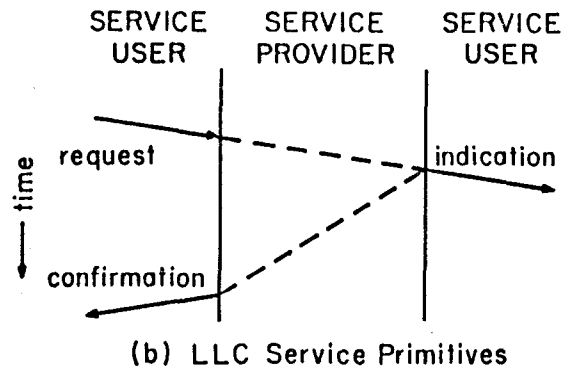 SERVICE SERVICE SERVICE
USER PROVIDER USER
request
indication
time
confirmation
(b) LLC Service Primitives